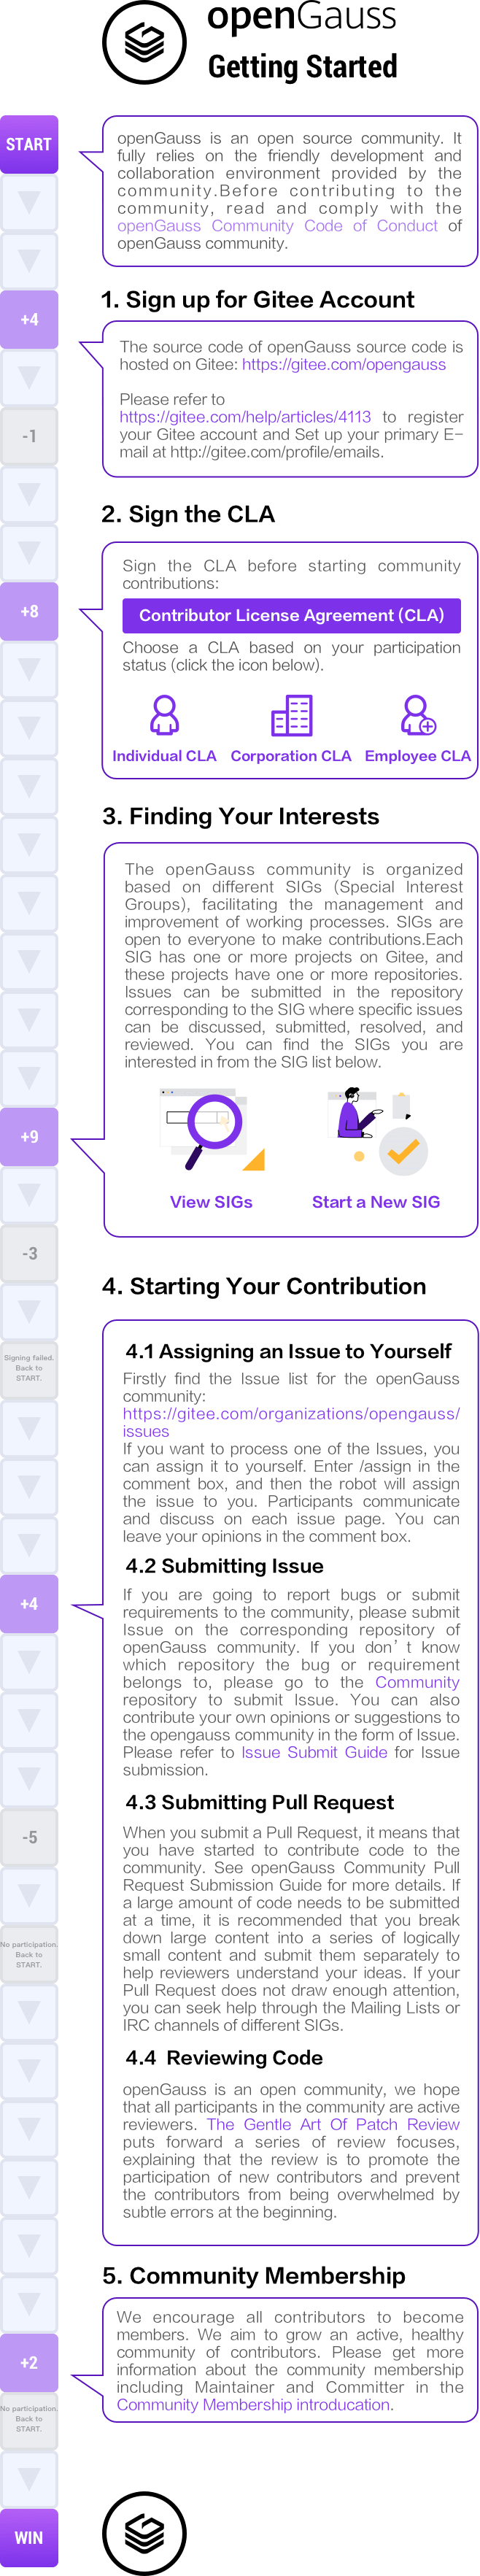 openGauss
Getting Started
START
openGauss is an open source community. It
fully relies on the friendly development and
collaboration environment provided by the
community.Before contributing to the
community, read and comply with the
openGauss Community Code of Conduct of
openGauss community.
+4
1. Sign up for Gitee Account
The source code of openGauss source code is
hosted on Gitee: https://gitee.com/opengauss
Please refer to
https://gitee.com/help/articles/4113 to register
your Gitee account and Set up your primary E-
mail at http://gitee.com/profile/emails.
-1
2. Sign the CLA
Sign the CLA before starting community
contributions:
Contributor License Agreement (CLA)
+8
Choose a CLA based on your participation
status (click the icon below).
Individual CLA Corporation CLA Employee CLA
3. Finding Your Interests
The openGauss community is organized
based on different SIGs (Special Interest
Groups), facilitating the management and
improvement of working processes. SIGs are
open to everyone to make contributions.Each
SIG has one or more projects on Gitee, and
these projects have one or more repositories.
Issues can be submitted in the repository
corresponding to the SIG where specific issues
can be discussed, submitted, resolved, and
reviewed. You can find the SIGs you are
interested in from the SIG list below.
+9
View SIGs Start a New SIG
-3
4. Starting Your Contribution
4.1 Assigning an Issue to Yourself
Signing failed.
Back to
START.
Firstly find the Issue list for the openGauss
community:
https://gitee.com/organizations/opengauss/
issues
If you want to process one of the Issues, you
can assign it to yourself. Enter /assign in the
comment box, and then the robot will assign
the issue to you. Participants communicate
and discuss on each issue page. You can
leave your opinions in the comment box.
4.2 Submitting Issue
+4
If you are going to report bugs or submit
requirements to the community, please submit
Issue on the corresponding repository of
openGauss community. If you don’t know
which repository the bug or requirement
belongs to, please go to the Community
repository to submit Issue. You can also
contribute your own opinions or suggestions to
the opengauss community in the form of Issue.
Please refer to Issue Submit Guide for Issue
submission.
4.3 Submitting Pull Request
-5
When you submit a Pull Request, it means that
you have started to contribute code to the
community. See openGauss Community Pull
Request Submission Guide for more details. If
a large amount of code needs to be submitted
at a time, it is recommended that you break
down large content into a series of logically
small content and submit them separately to
help reviewers understand your ideas. If your
Pull Request does not draw enough attention,
you can seek help through the Mailing Lists or
IRC channels of different SIGs.
No participation.
Back to
START.
4.4 Reviewing Code
openGauss is an open community, we hope
that all participants in the community are active
reviewers. The Gentle Art Of Patch Review
puts forward a series of review focuses,
explaining that the review is to promote the
participation of new contributors and prevent
the contributors from being overwhelmed by
subtle errors at the beginning.
5. Community Membership
+2
We encourage all contributors to become
members. We aim to grow an active, healthy
community of contributors. Please get more
information about the community membership
including Maintainer and Committer in the
Community Membership introducation.
No participation.
Back to
START.
WIN